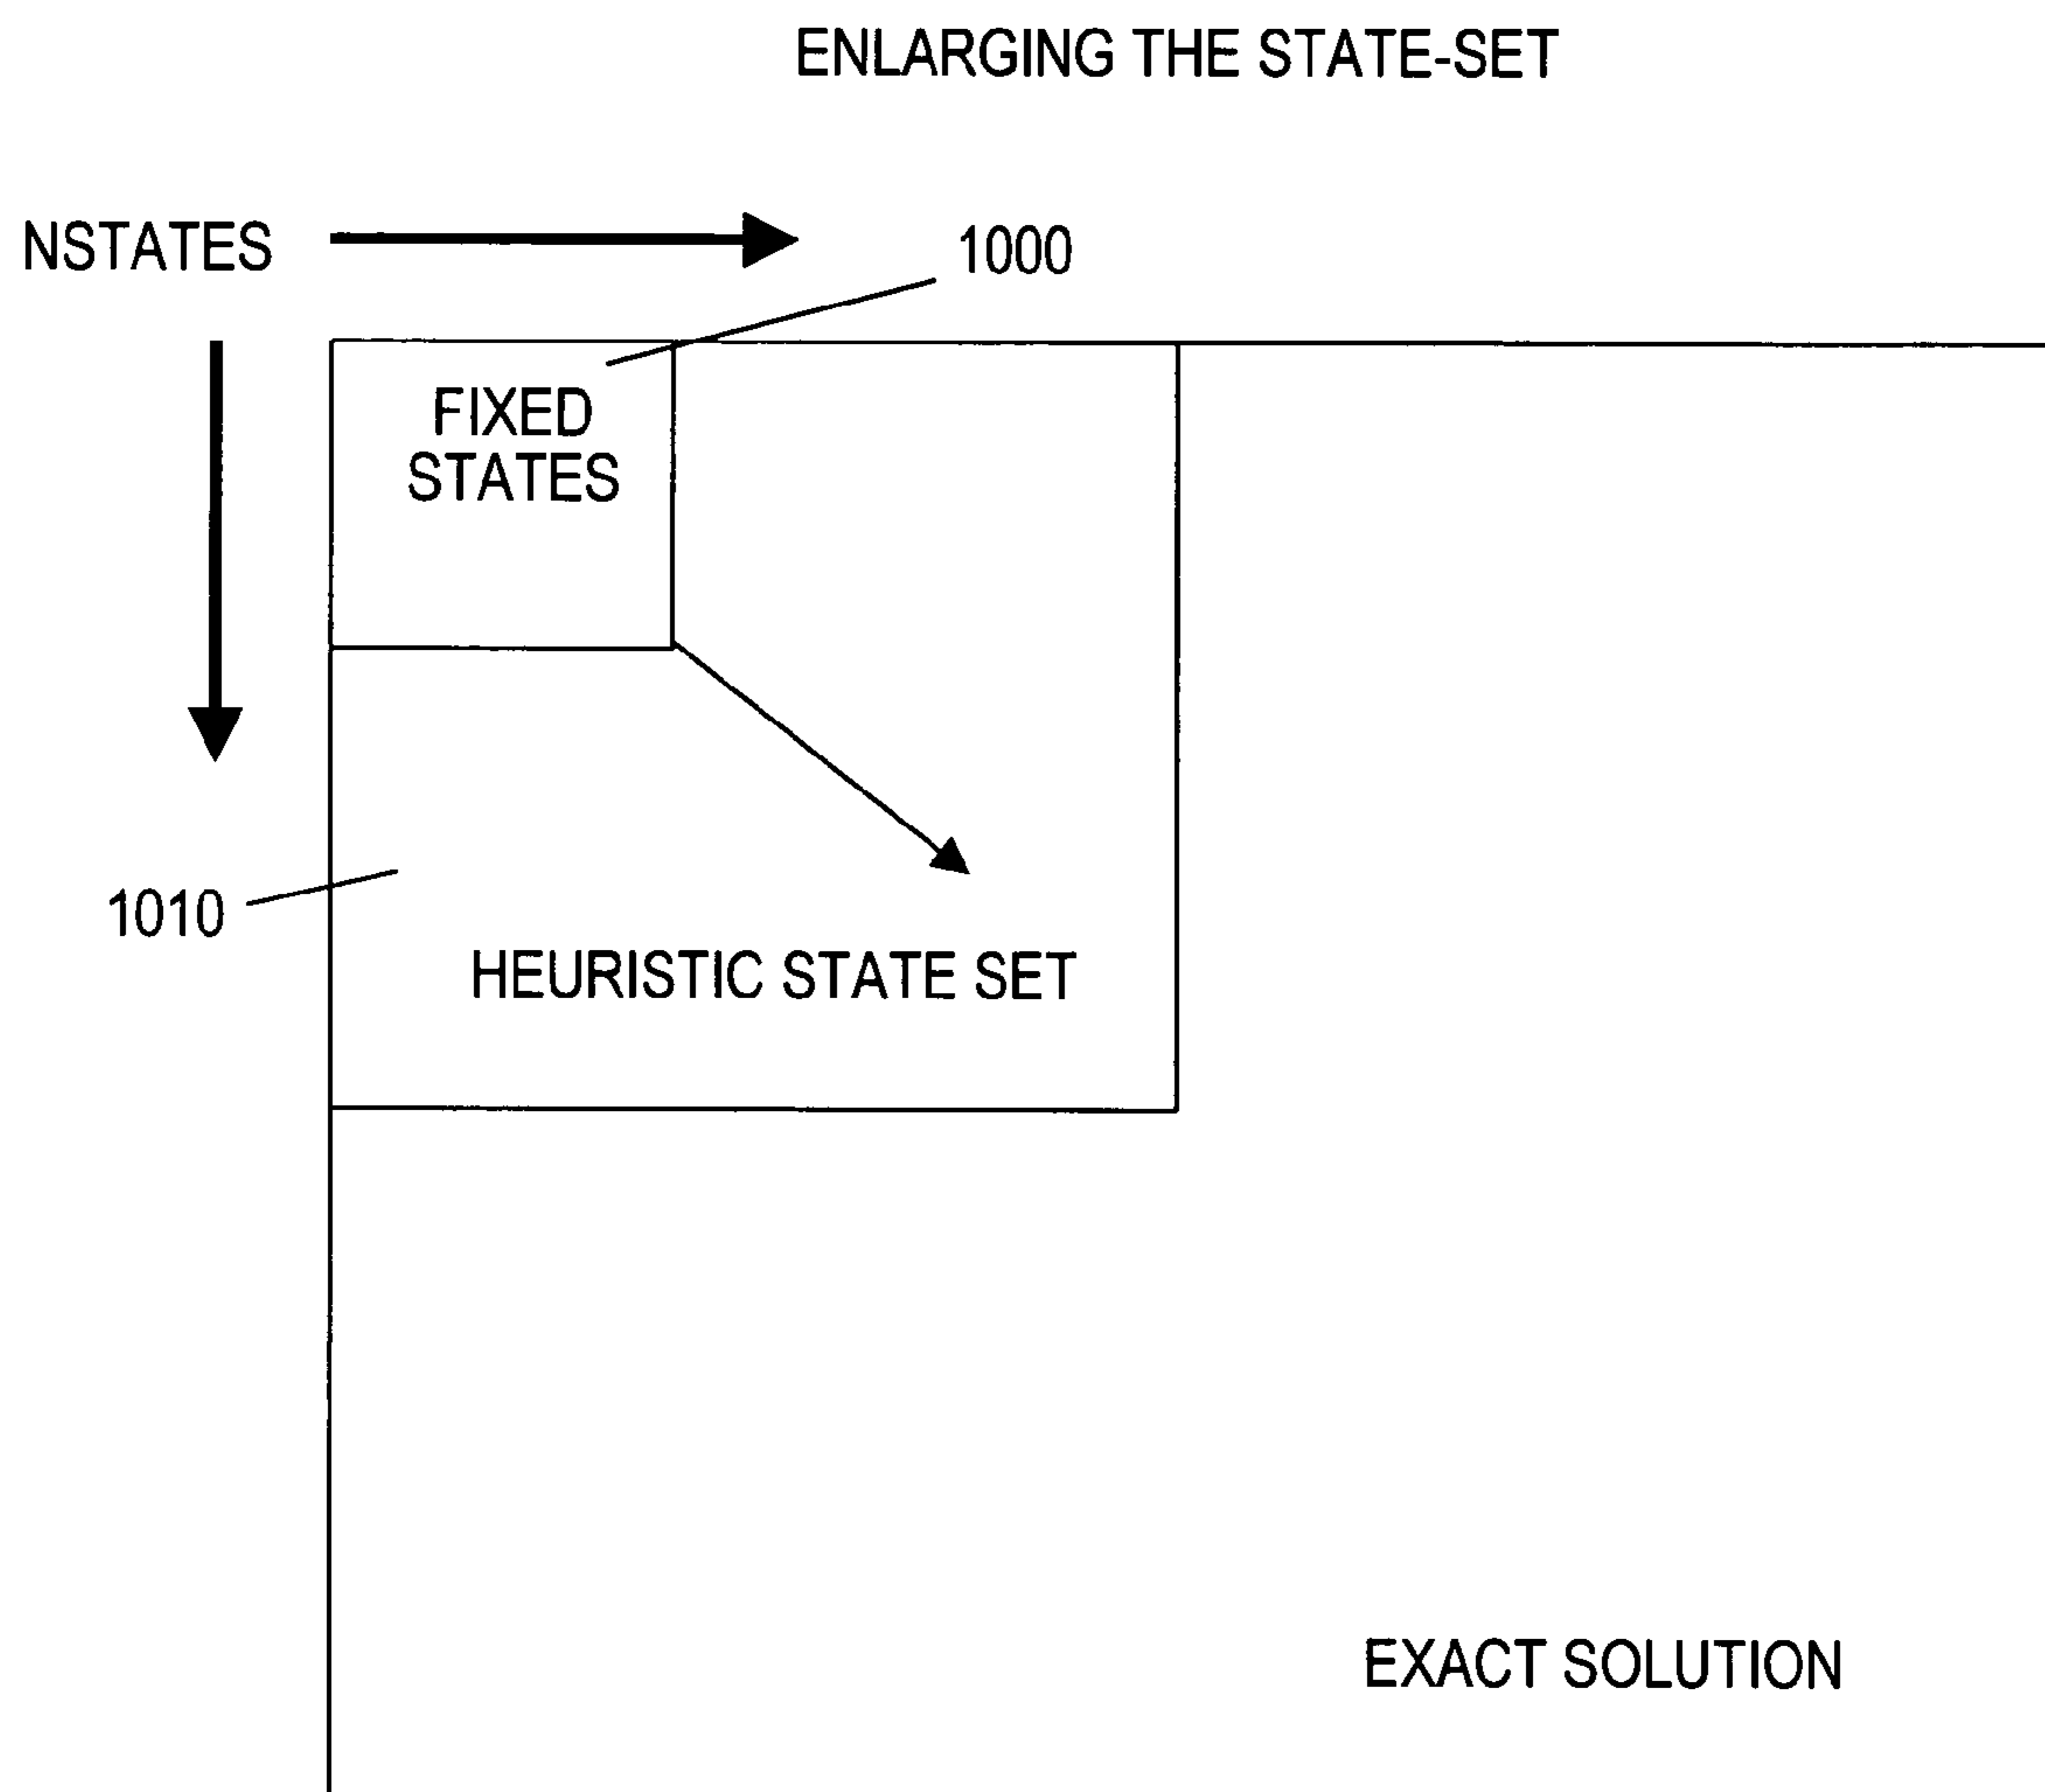 ENLARGING THE STATE-SET
NSTATES
1000
FIXED
STATES
1010
HEURISTIC STATE SET
EXACT SOLUTION